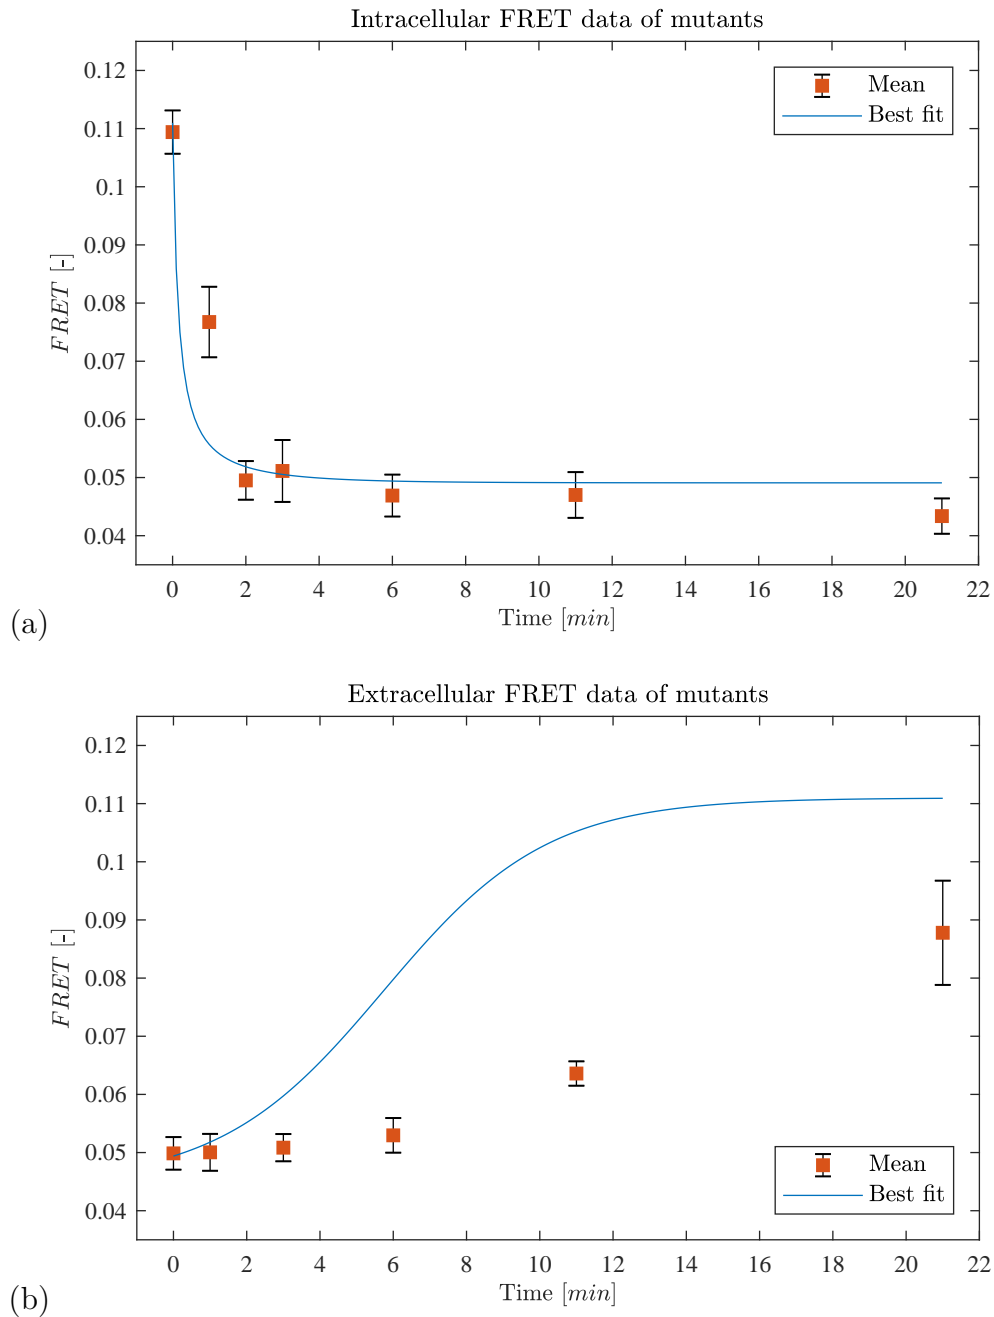 Intracellular FRET data of mutants
0.12
0.11
0.1
0.09
0.08
0.07
0.06
0.05
0.04
FRET [-]
Mean
Best fit
0 2 4 6 8 10 12 14 16 18 20 22
Time [min]
(a)
Extracellular FRET data of mutants
0.12
0.11
0.1
0.09
0.08
0.07
0.06
0.05
0.04
FRET [-]
Mean
Best fit
0 2 4 6 8 10 12 14 16 18 20 22
Time [min]
(b)